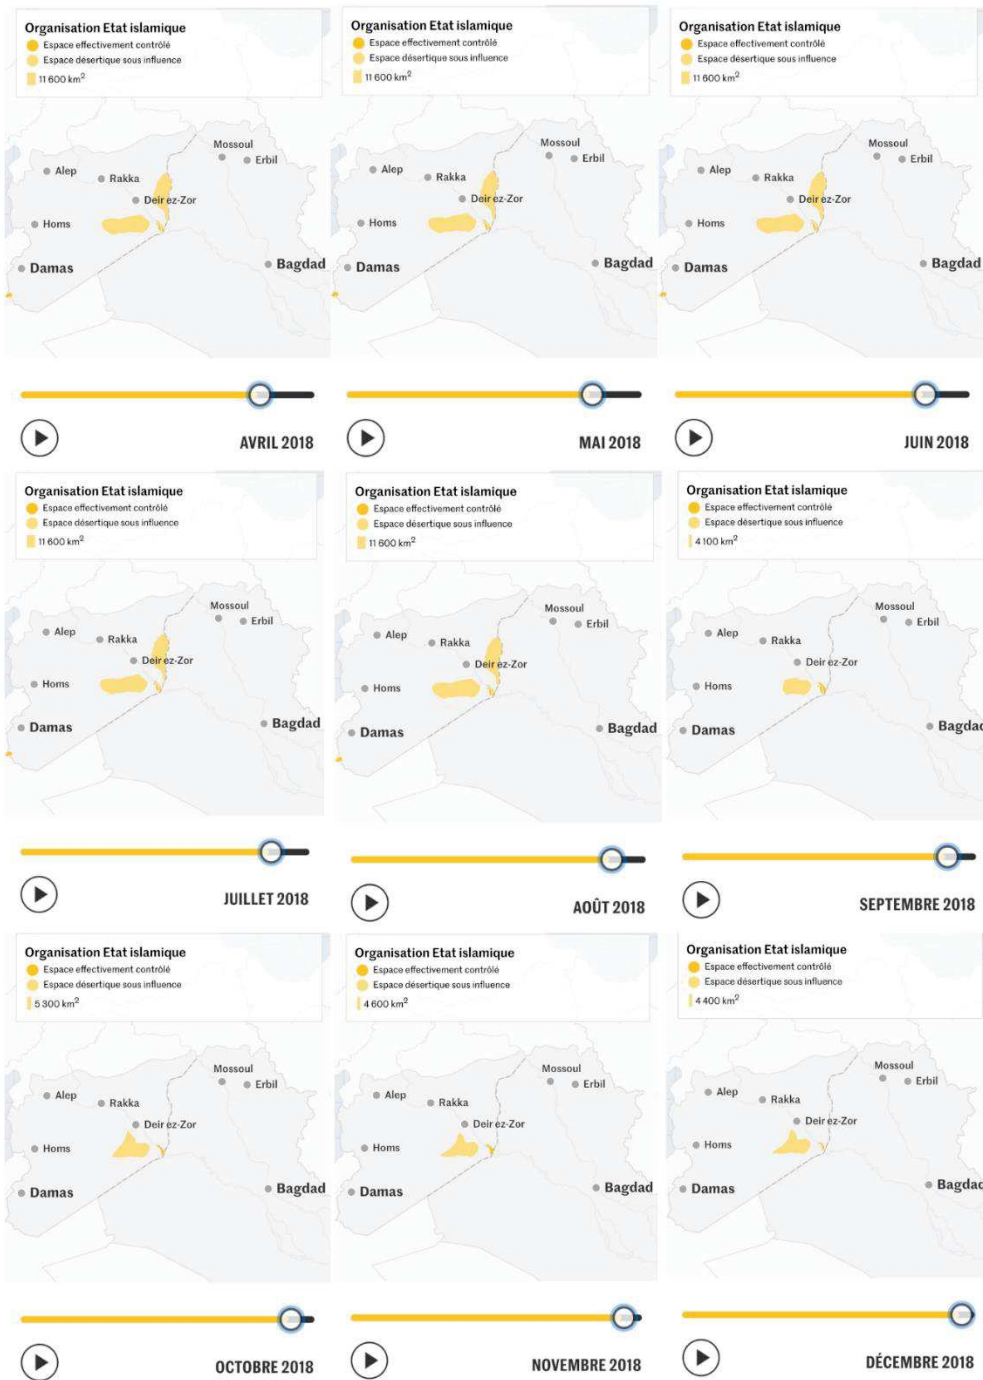 Organisation Etat islamique
Espace effectivement contrôlé
Espace désertique sous influence
11 600 km²
Mossoul
Erbil
Alep
Rakka
Deir ez-Zor
Homs
Damas
Bagdad
AVRIL 2018
Organisation Etat islamique
Espace effectivement contrôlé
Espace désertique sous influence
11 600 km²
Mossoul
Erbil
Alep
Rakka
Deir ez-Zor
Homs
Damas
Bagdad
MAI 2018
Organisation Etat islamique
Espace effectivement contrôlé
Espace désertique sous influence
11 600 km²
Mossoul
Erbil
Alep
Rakka
Deir ez-Zor
Homs
Damas
Bagdad
JUIN 2018
Organisation Etat islamique
Espace effectivement contrôlé
Espace désertique sous influence
11 600 km²
Mossoul
Erbil
Alep
Rakka
Deir ez-Zor
Homs
Damas
Bagdad
JUILLET 2018
Organisation Etat islamique
Espace effectivement contrôlé
Espace désertique sous influence
11 600 km²
Mossoul
Erbil
Alep
Rakka
Deir ez-Zor
Homs
Damas
Bagdad
AOÛT 2018
Organisation Etat islamique
Espace effectivement contrôlé
Espace désertique sous influence
4 100 km²
Mossoul
Erbil
Alep
Rakka
Deir ez-Zor
Homs
Damas
Bagdad
SEPTEMBRE 2018
Organisation Etat islamique
Espace effectivement contrôlé
Espace désertique sous influence
5 300 km²
Mossoul
Erbil
Alep
Rakka
Deir ez-Zor
Homs
Damas
Bagdad
OCTOBRE 2018
Organisation Etat islamique
Espace effectivement contrôlé
Espace désertique sous influence
4 600 km²
Mossoul
Erbil
Alep
Rakka
Deir ez-Zor
Homs
Damas
Bagdad
NOVEMBRE 2018
Organisation Etat islamique
Espace effectivement contrôlé
Espace désertique sous influence
4 400 km²
Mossoul
Erbil
Alep
Rakka
Deir ez-Zor
Homs
Damas
Bagdad
DÉCEMBRE 2018